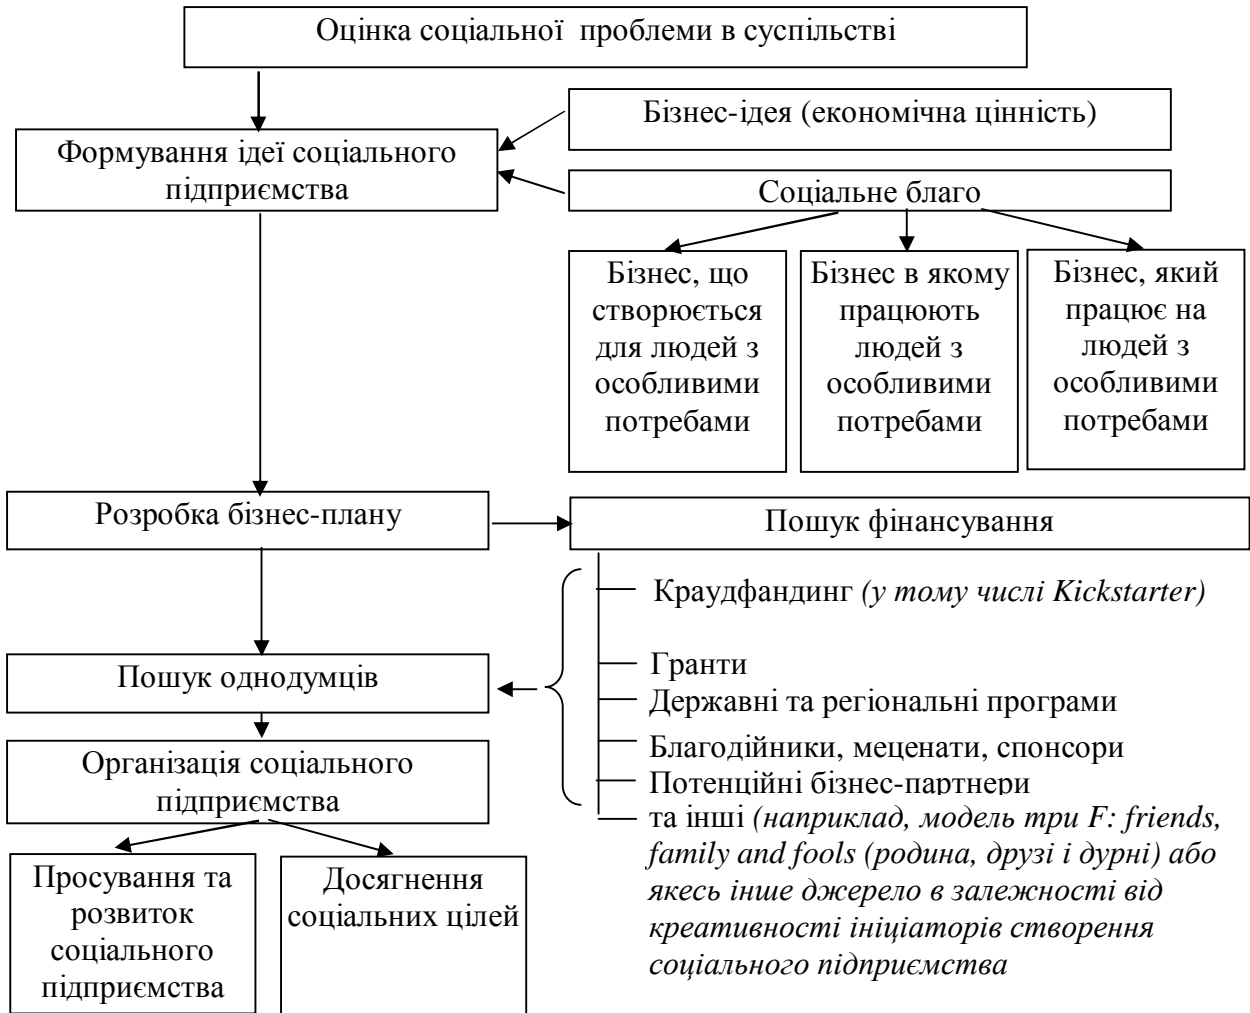 Оцінка соціальної проблеми в суспільстві
Бізнес-ідея (економічна цінність)
Формування ідеї соціального
підприємства
Соціальне благо
Бізнес, що
створюється
для людей з
особливими
потребами
Бізнес в якому
працюють
людей з
особливими
потребами
Бізнес, який
працює на
людей з
особливими
потребами
Розробка бізнес-плану
Пошук фінансування
Краудфандинг (у тому числі Kickstarter)
Гранти
Державні та регіональні програми
Благодійники, меценати, спонсори
Потенційні бізнес-партнери
та інші (наприклад, модель три F: friends,
family and fools (родина, друзі і дурні) або
якесь інше джерело в залежності від
креативності ініціаторів створення
соціального підприємства
Пошук однодумців
Організація соціального
підприємства
Просування та
розвиток
соціального
підприємства
Досягнення
соціальних цілей